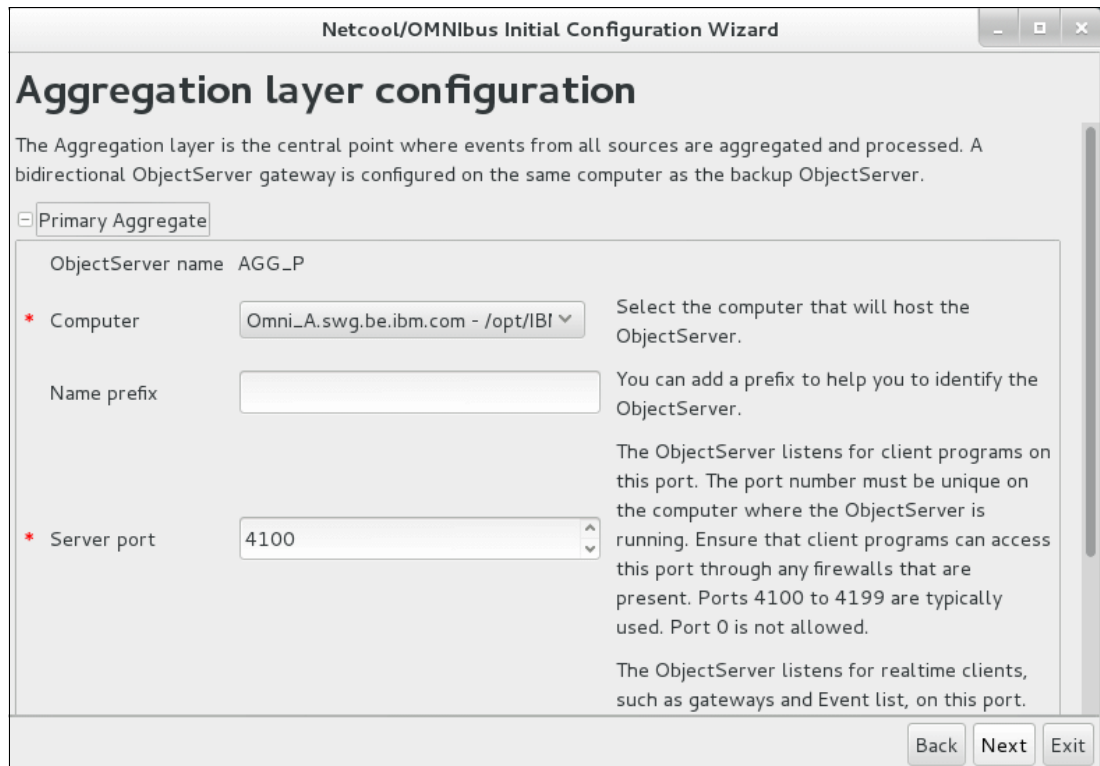 Netcool/OMNIbus Initial Configuration Wizard
Aggregation layer configuration
The Aggregation layer is the central point where events from all sources are aggregated and processed. A
bidirectional ObjectServer gateway is configured on the same computer as the backup ObjectServer.
Primary Aggregate
ObjectServer name AGG_P
* Computer
Omni_A.swg.be.ibm.com - /opt/IBM
Select the computer that will host the
ObjectServer.
Name prefix
You can add a prefix to help you to identify the
ObjectServer.
The ObjectServer listens for client programs on
this port. The port number must be unique on
the computer where the ObjectServer is
* Server port
4100
running. Ensure that client programs can access
this port through any firewalls that are
present. Ports 4100 to 4199 are typically
used. Port 0 is not allowed.
The ObjectServer listens for realtime clients,
such as gateways and Event list, on this port.
Back Next Exit